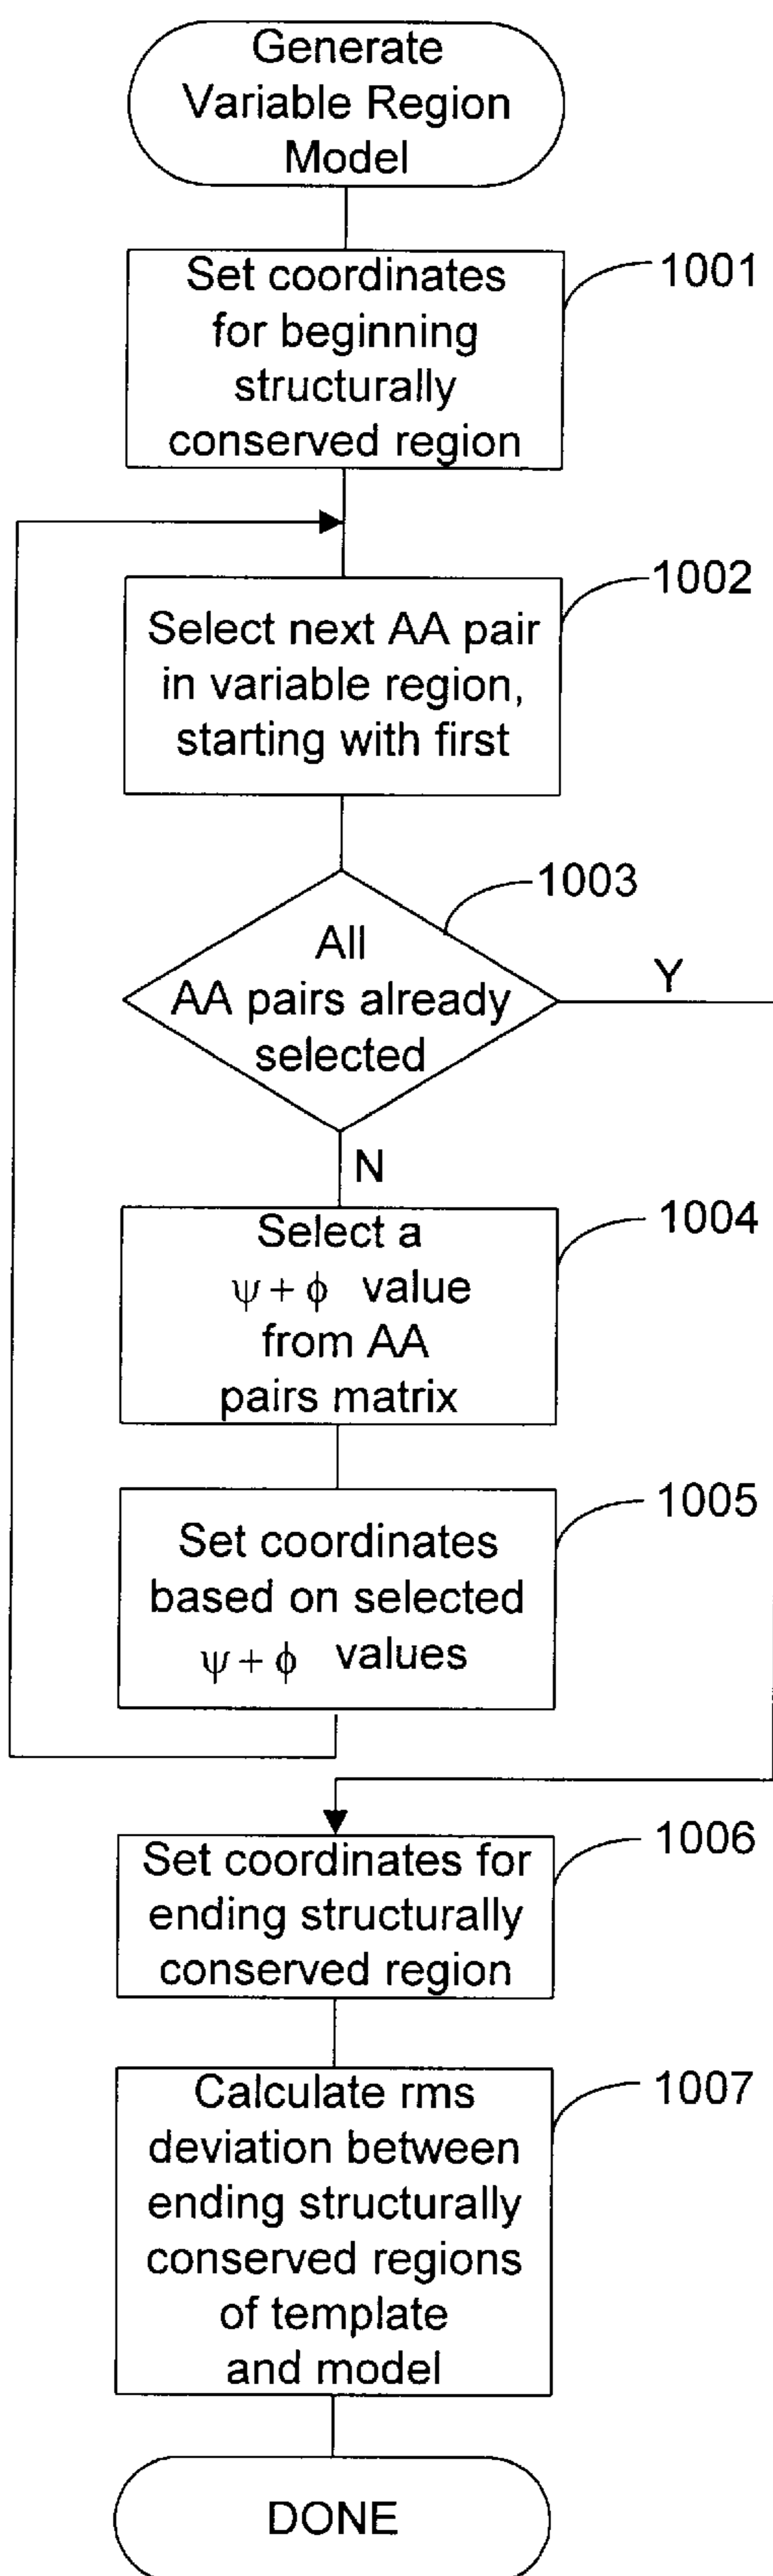 Generate
Variable Region
Model
Set coordinates
for beginning
structurally
conserved region
1001
Select next AA pair
in variable region,
starting with first
1002
All
AA pairs already
selected
1003
Y
N
Select a
ψ + ϕ value
from AA
pairs matrix
1004
Set coordinates
based on selected
ψ + ϕ values
1005
Set coordinates for
ending structurally
conserved region
1006
Calculate rms
deviation between
ending structurally
conserved regions
of template
and model
1007
DONE